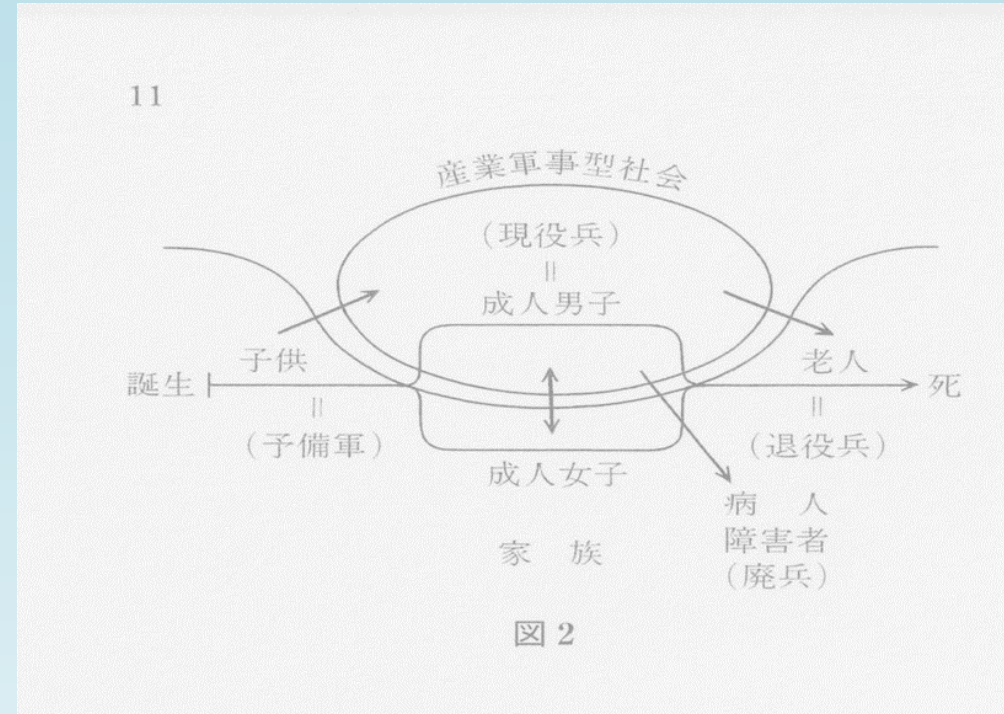 11
産業軍事型社会
(現役兵)
||
成人男子
子供
老人
誕生
死
||
||
(予備軍)
(退役兵)
成人女子
病 人
障害者
(廃兵)
家 族
図 2